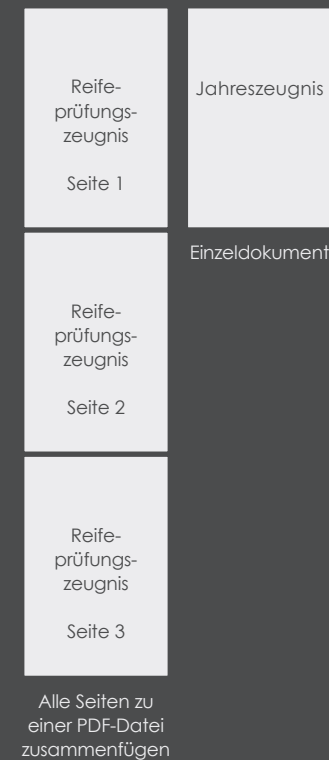 Reife-
prüfungs-
zeugnis
Seite 1
Jahreszeugnis
Einzeldokument
Reife-
prüfungs-
zeugnis
Seite 2
Reife-
prüfungs-
zeugnis
Seite 3
Alle Seiten zu
einer PDF-Datei
zusammenfügen